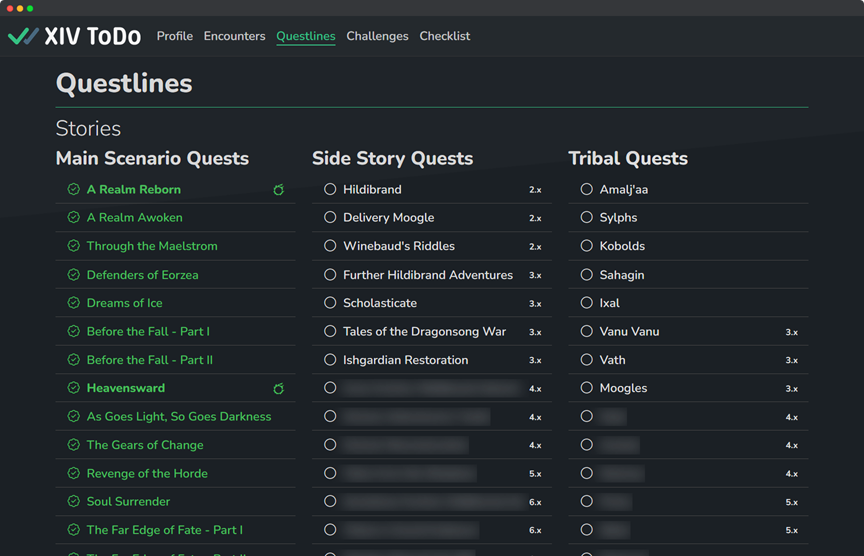 XIV ToDo Profile Encounters Questlines Challenges Checklist
Questlines
Stories
Main Scenario Quests
A Realm Reborn
A Realm Awoken
Through the Maelstrom
Defenders of Eorzea
Dreams of Ice
Before the Fall - Part I
Before the Fall - Part II
Heavensward
As Goes Light, So Goes Darkness
The Gears of Change
Revenge of the Horde
Soul Surrender
The Far Edge of Fate - Part I
Side Story Quests
Hildibrand 2.x
Delivery Moogle 2.x
Winebaud's Riddles 2.x
Further Hildibrand Adventures 3.x
Scholasticate 3.x
Tales of the Dragonsong War 3.x
Ishgardian Restoration 3.x
4.x
4.x
4.x
5.x
6.x
6.x
Tribal Quests
Amalj'aa
Sylphs
Kobolds
Sahagin
Ixal
Vanu Vanu 3.x
Vath 3.x
Moogles 3.x
4.x
4.x
4.x
5.x
5.x